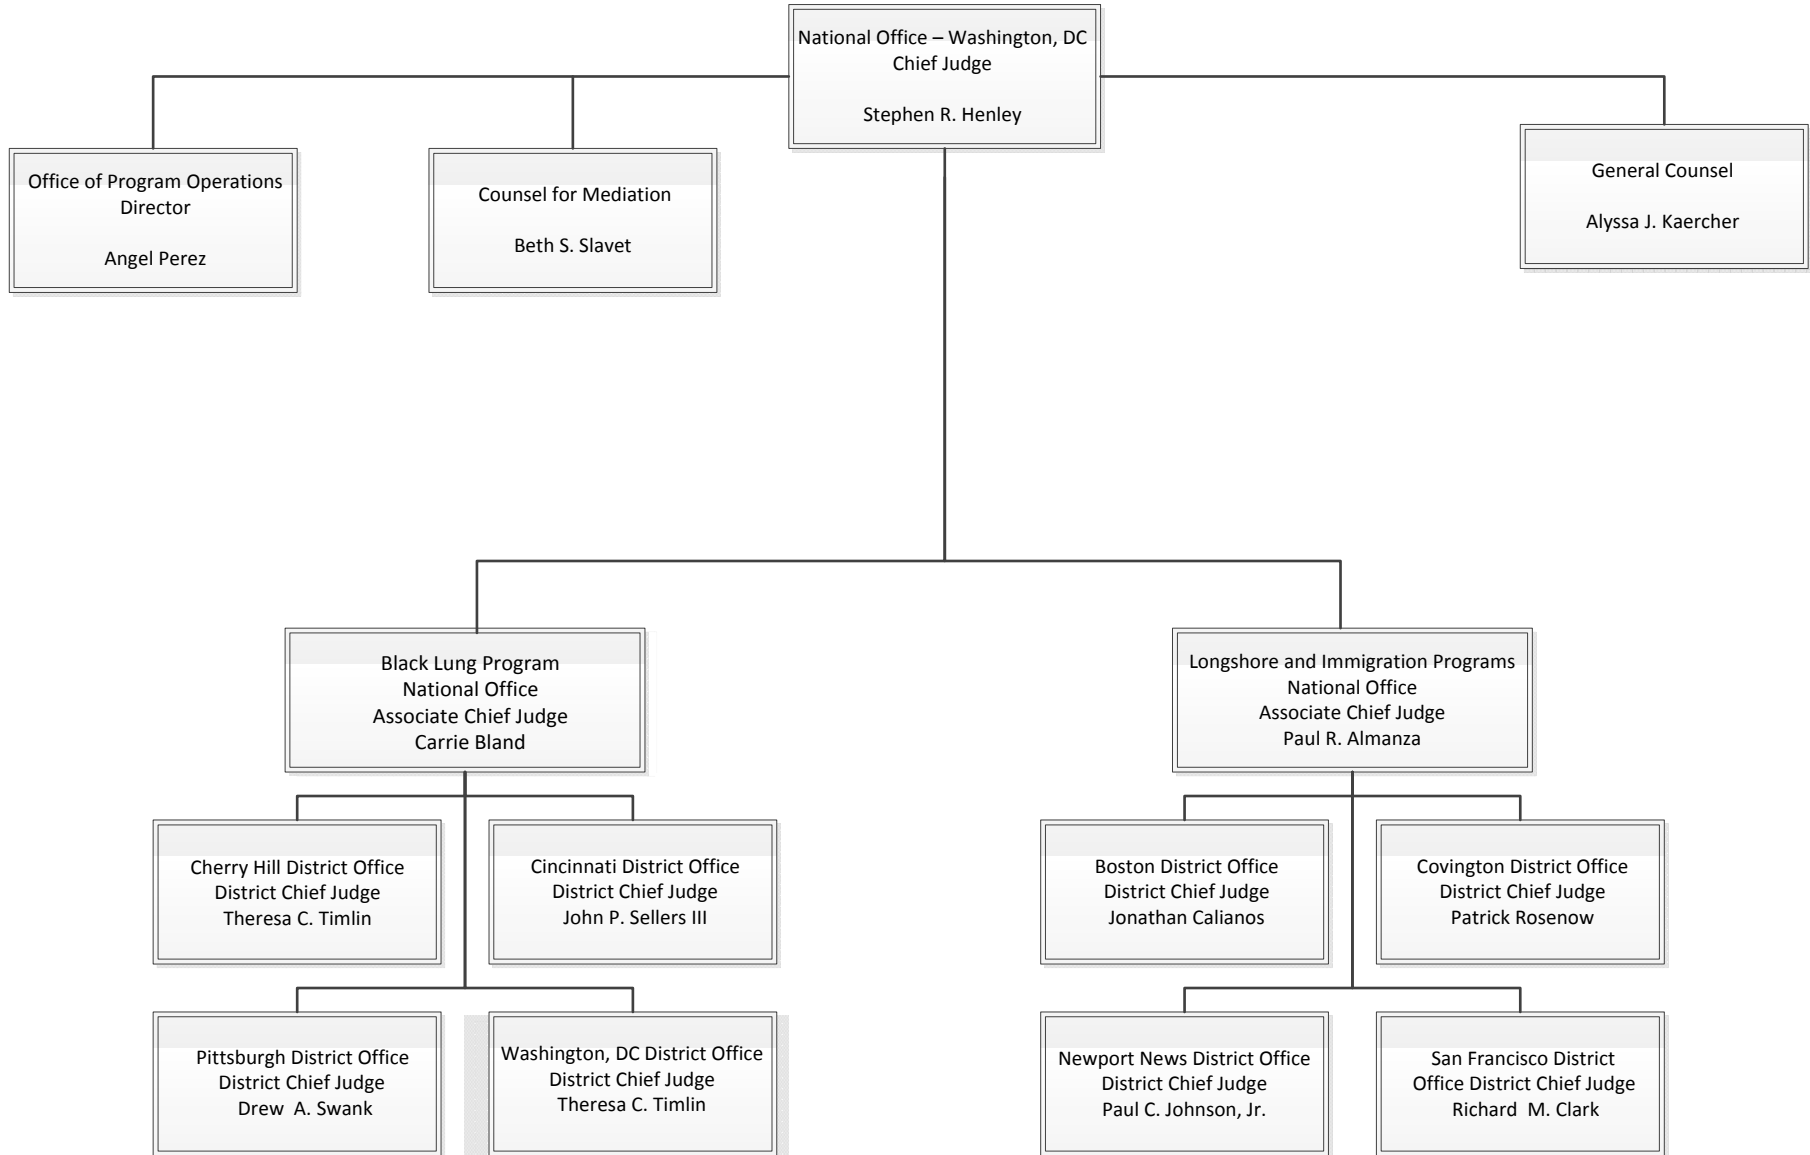 National Office – Washington, DC
Chief Judge
Stephen R. Henley
Office of Program Operations
Director
Angel Perez
Counsel for Mediation
Beth S. Slavet
General Counsel
Alyssa J. Kaercher
Black Lung Program
National Office
Associate Chief Judge
Carrie Bland
Longshore and Immigration Programs
National Office
Associate Chief Judge
Paul R. Almanza
Cherry Hill District Office
District Chief Judge
Theresa C. Timlin
Cincinnati District Office
District Chief Judge
John P. Sellers III
Boston District Office
District Chief Judge
Jonathan Calianos
Covington District Office
District Chief Judge
Patrick Rosenow
Pittsburgh District Office
District Chief Judge
Drew  A. Swank
Washington, DC District Office
District Chief Judge
Theresa C. Timlin
Newport News District Office
District Chief Judge
Paul C. Johnson, Jr.
San Francisco District
Office District Chief Judge
Richard  M. Clark